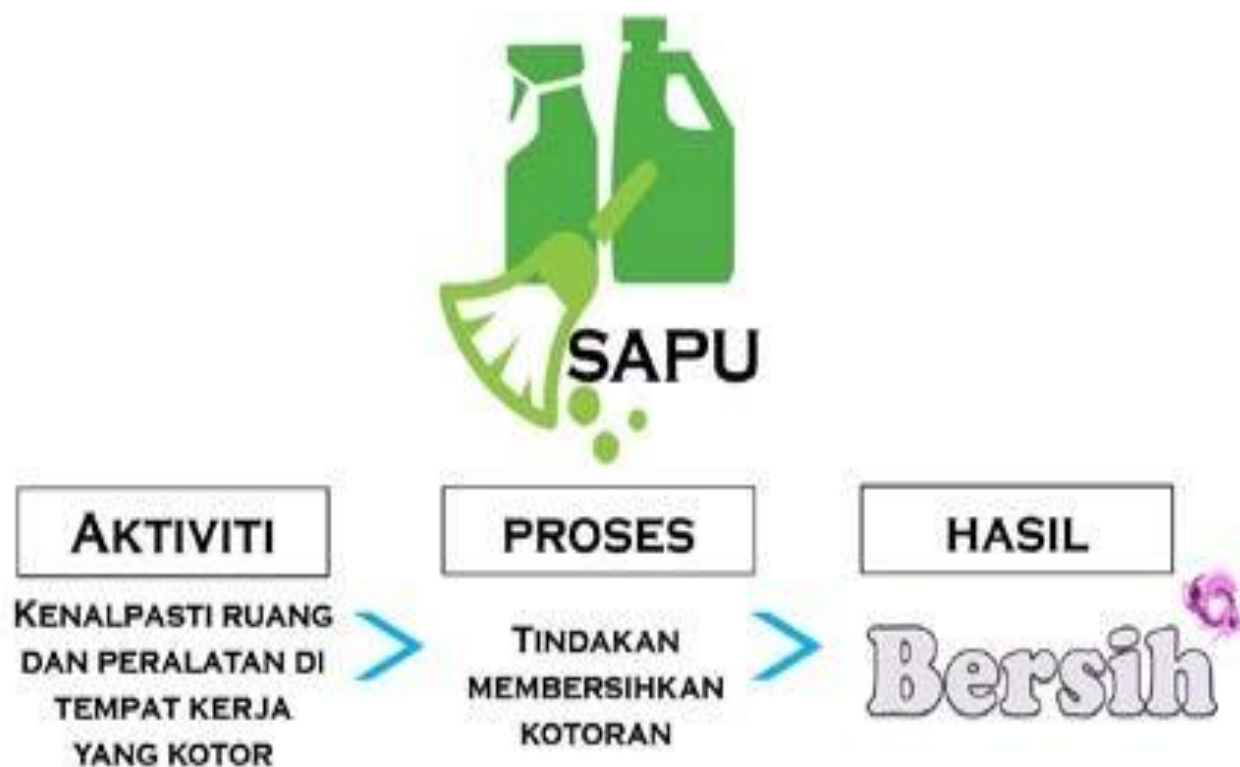 SAPU
AKTIVITI
PROSES
HASIL
KENALPASTI RUANG
DAN PERALATAN DI
TEMPAT KERJA
YANG KOTOR
TINDAKAN
MEMBERSIHKAN
KOTORAN
Bersih